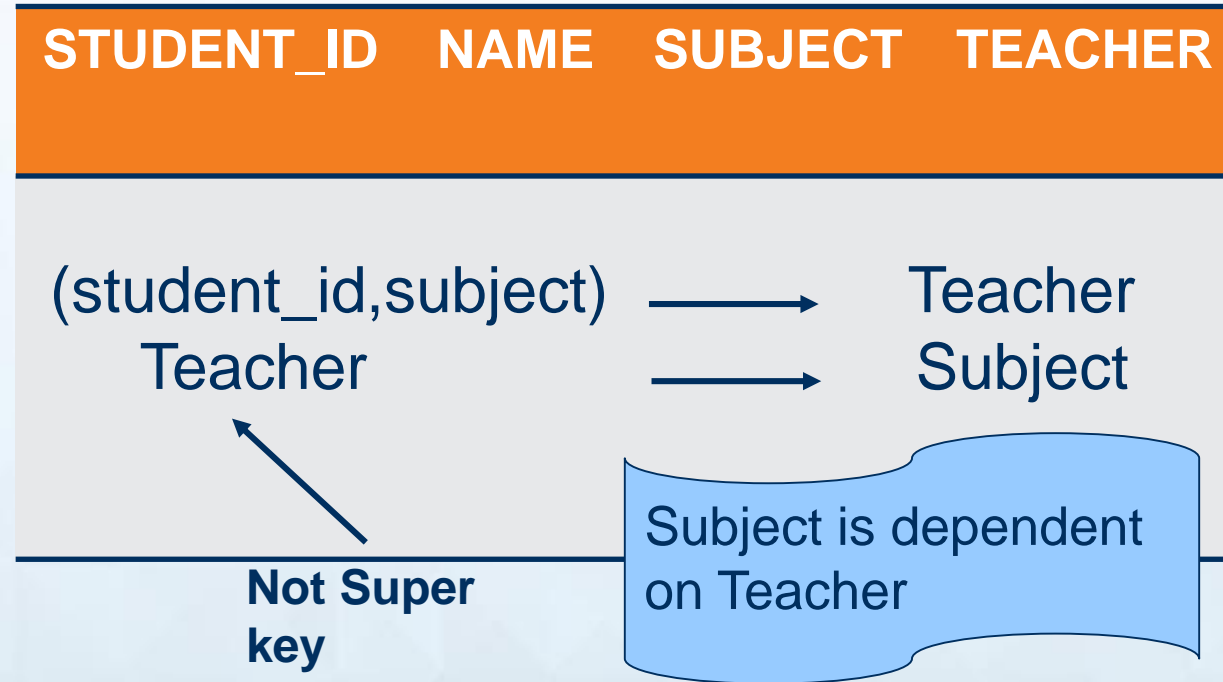 STUDENT_ID NAME SUBJECT TEACHER
(student_id,subject) Teacher
Teacher Subject
Subject is dependent
on Teacher
Not Super
key